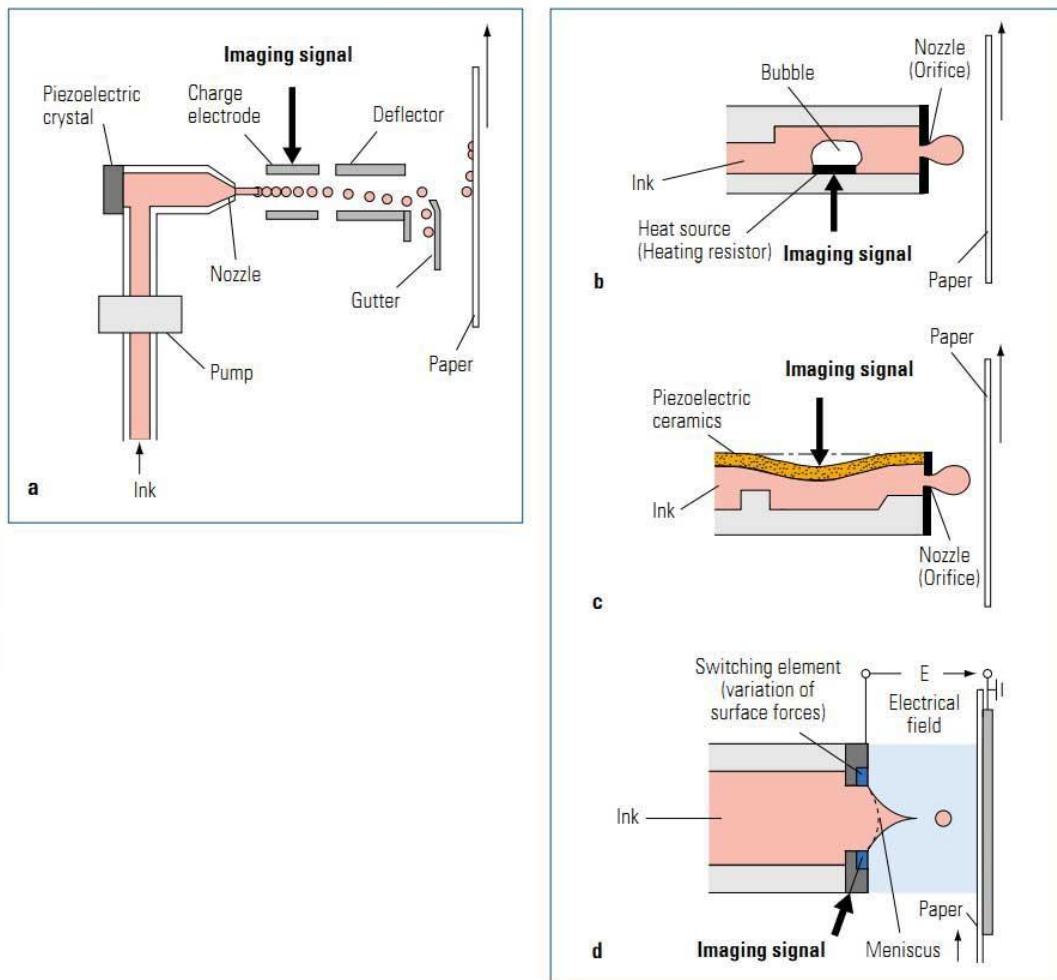 Imaging signal
Piezoelectric
crystal
Charge
electrode
Deflector
Nozzle
Gutter
Pump
Paper
Ink
a
Nozzle
(Orifice)
Bubble
Ink
Heat source
(Heating resistor)
Imaging signal
Paper
b
Paper
Imaging signal
Piezoelectric
ceramics
Ink
Nozzle
(Orifice)
c
Switching element
(variation of
surface forces)
E
Electrical
field
Ink
Paper
Imaging signal
Meniscus
d